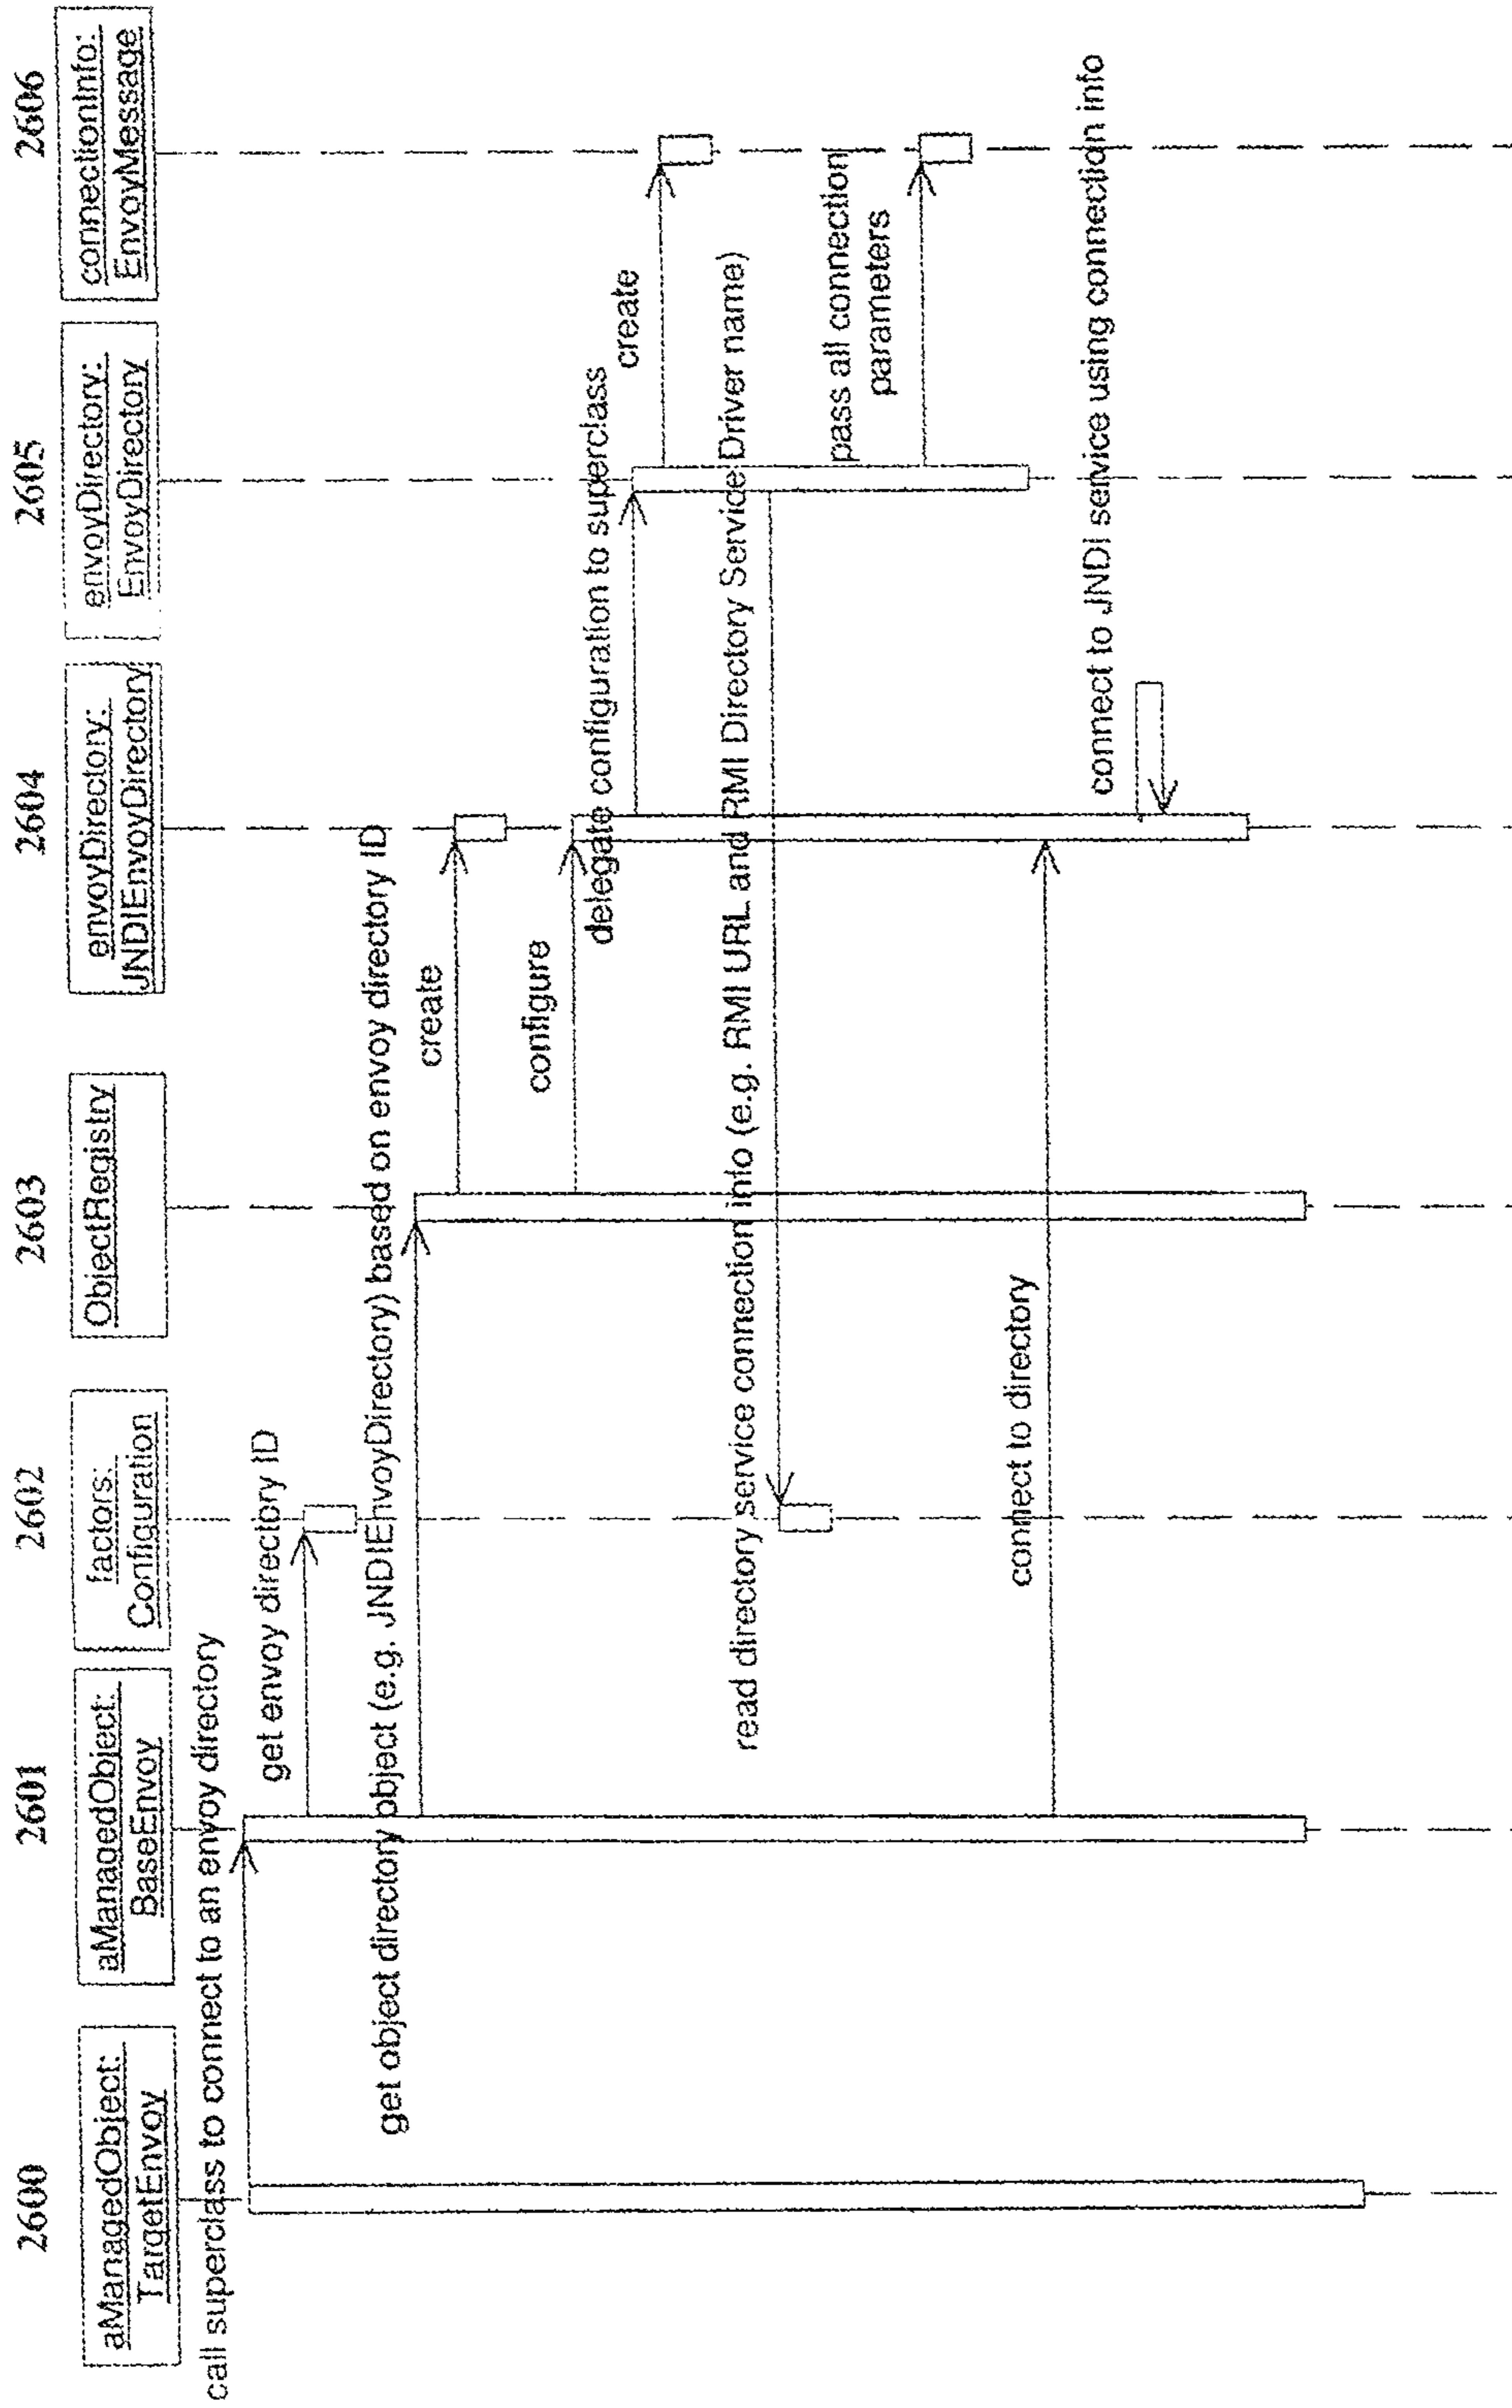 2600
2601
2602
2603
2604
2605
2606
aManagedObject:
TargetEnvoy
aManagedObject:
BaseEnvoy
factors:
Configuration
ObjectRegistry
envoyDirectory:
JNDIEnvoyDirectory
envoyDirectory:
EnvoyDirectory
connectionInfo:
EnvoyMessage
call superclass to connect to an envoy directory
get envoy directory ID
get object directory object (e.g. JNDIEnvoyDirectory) based on envoy directory ID
create
configure
delegate configuration to superclass
create
read directory service connection info (e.g. RMI URL and RMI Directory Service Driver name)
pass all connection
parameters
connect to directory
connect to JNDI service using connection info